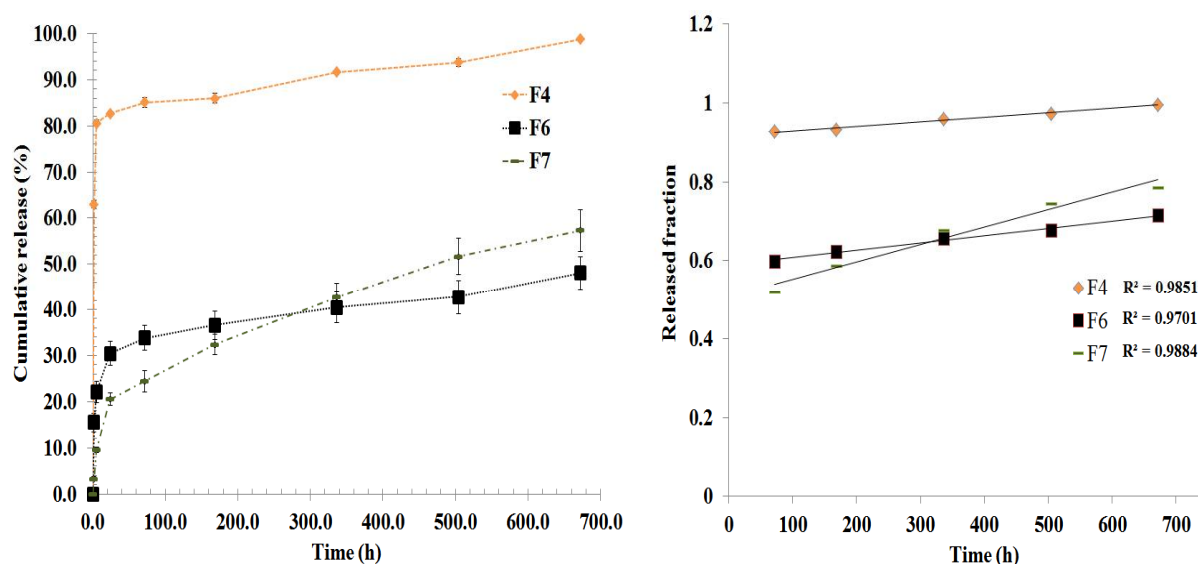 100.0
90.0
80.0
70.0
60.0
50.0
40.0
30.0
20.0
10.0
0.0
Cumulative release (%)
F4
F6
F7
0.0 100.0 200.0 300.0 400.0 500.0 600.0 700.0
Time (h)
1.2
1
0.8
0.6
0.4
0.2
0
Released fraction
F4 R² = 0.9851
F6 R² = 0.9701
F7 R² = 0.9884
0 100 200 300 400 500 600 700
Time (h)